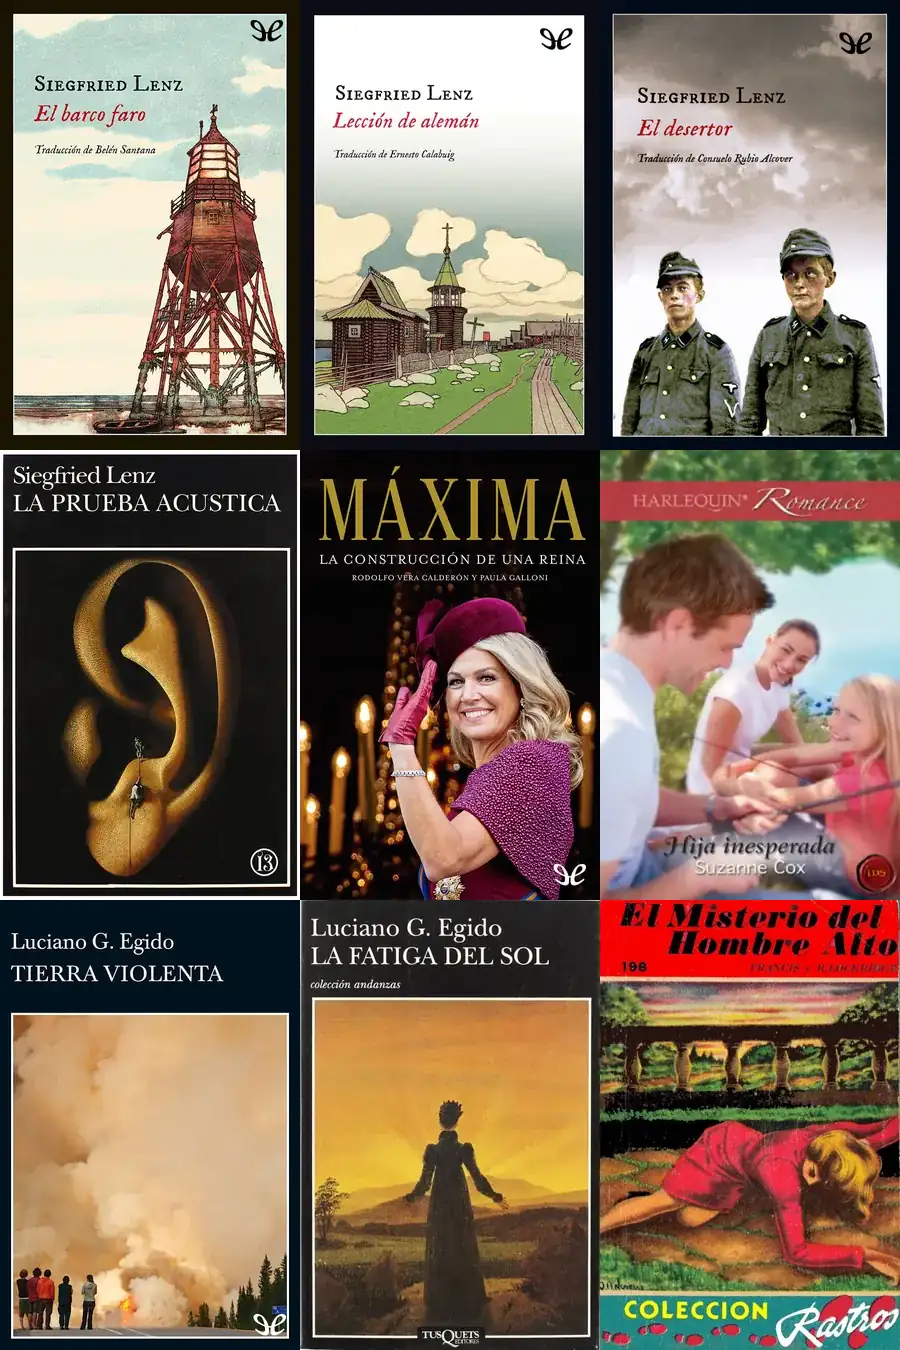 Siegfried Lenz
El barco faro
Traducción de Belén Santana
Siegfried Lenz
Lección de alemán
Traducción de Ernesto Calabuig
Siegfried Lenz
El desertor
Traducción de Consuelo Rubio Alcover
Siegfried Lenz
LA PRUEBA ACUSTICA
13
MÁXIMA
LA CONSTRUCCIÓN DE UNA REINA
RODOLFO VERA CALDERÓN Y PAULA GALLONI
HARLEQUIN® Romance
Hija inesperada
Suzanne Cox
LDS
Luciano G. Egido
TIERRA VIOLENTA
Luciano G. Egido
LA FATIGA DEL SOL
colección andanzas
TUSQUETS
EDITORES
El Misterio del
Hombre Alto
198
FRANCIS y R. LOCKRIDGE
COLECCION
Rastros